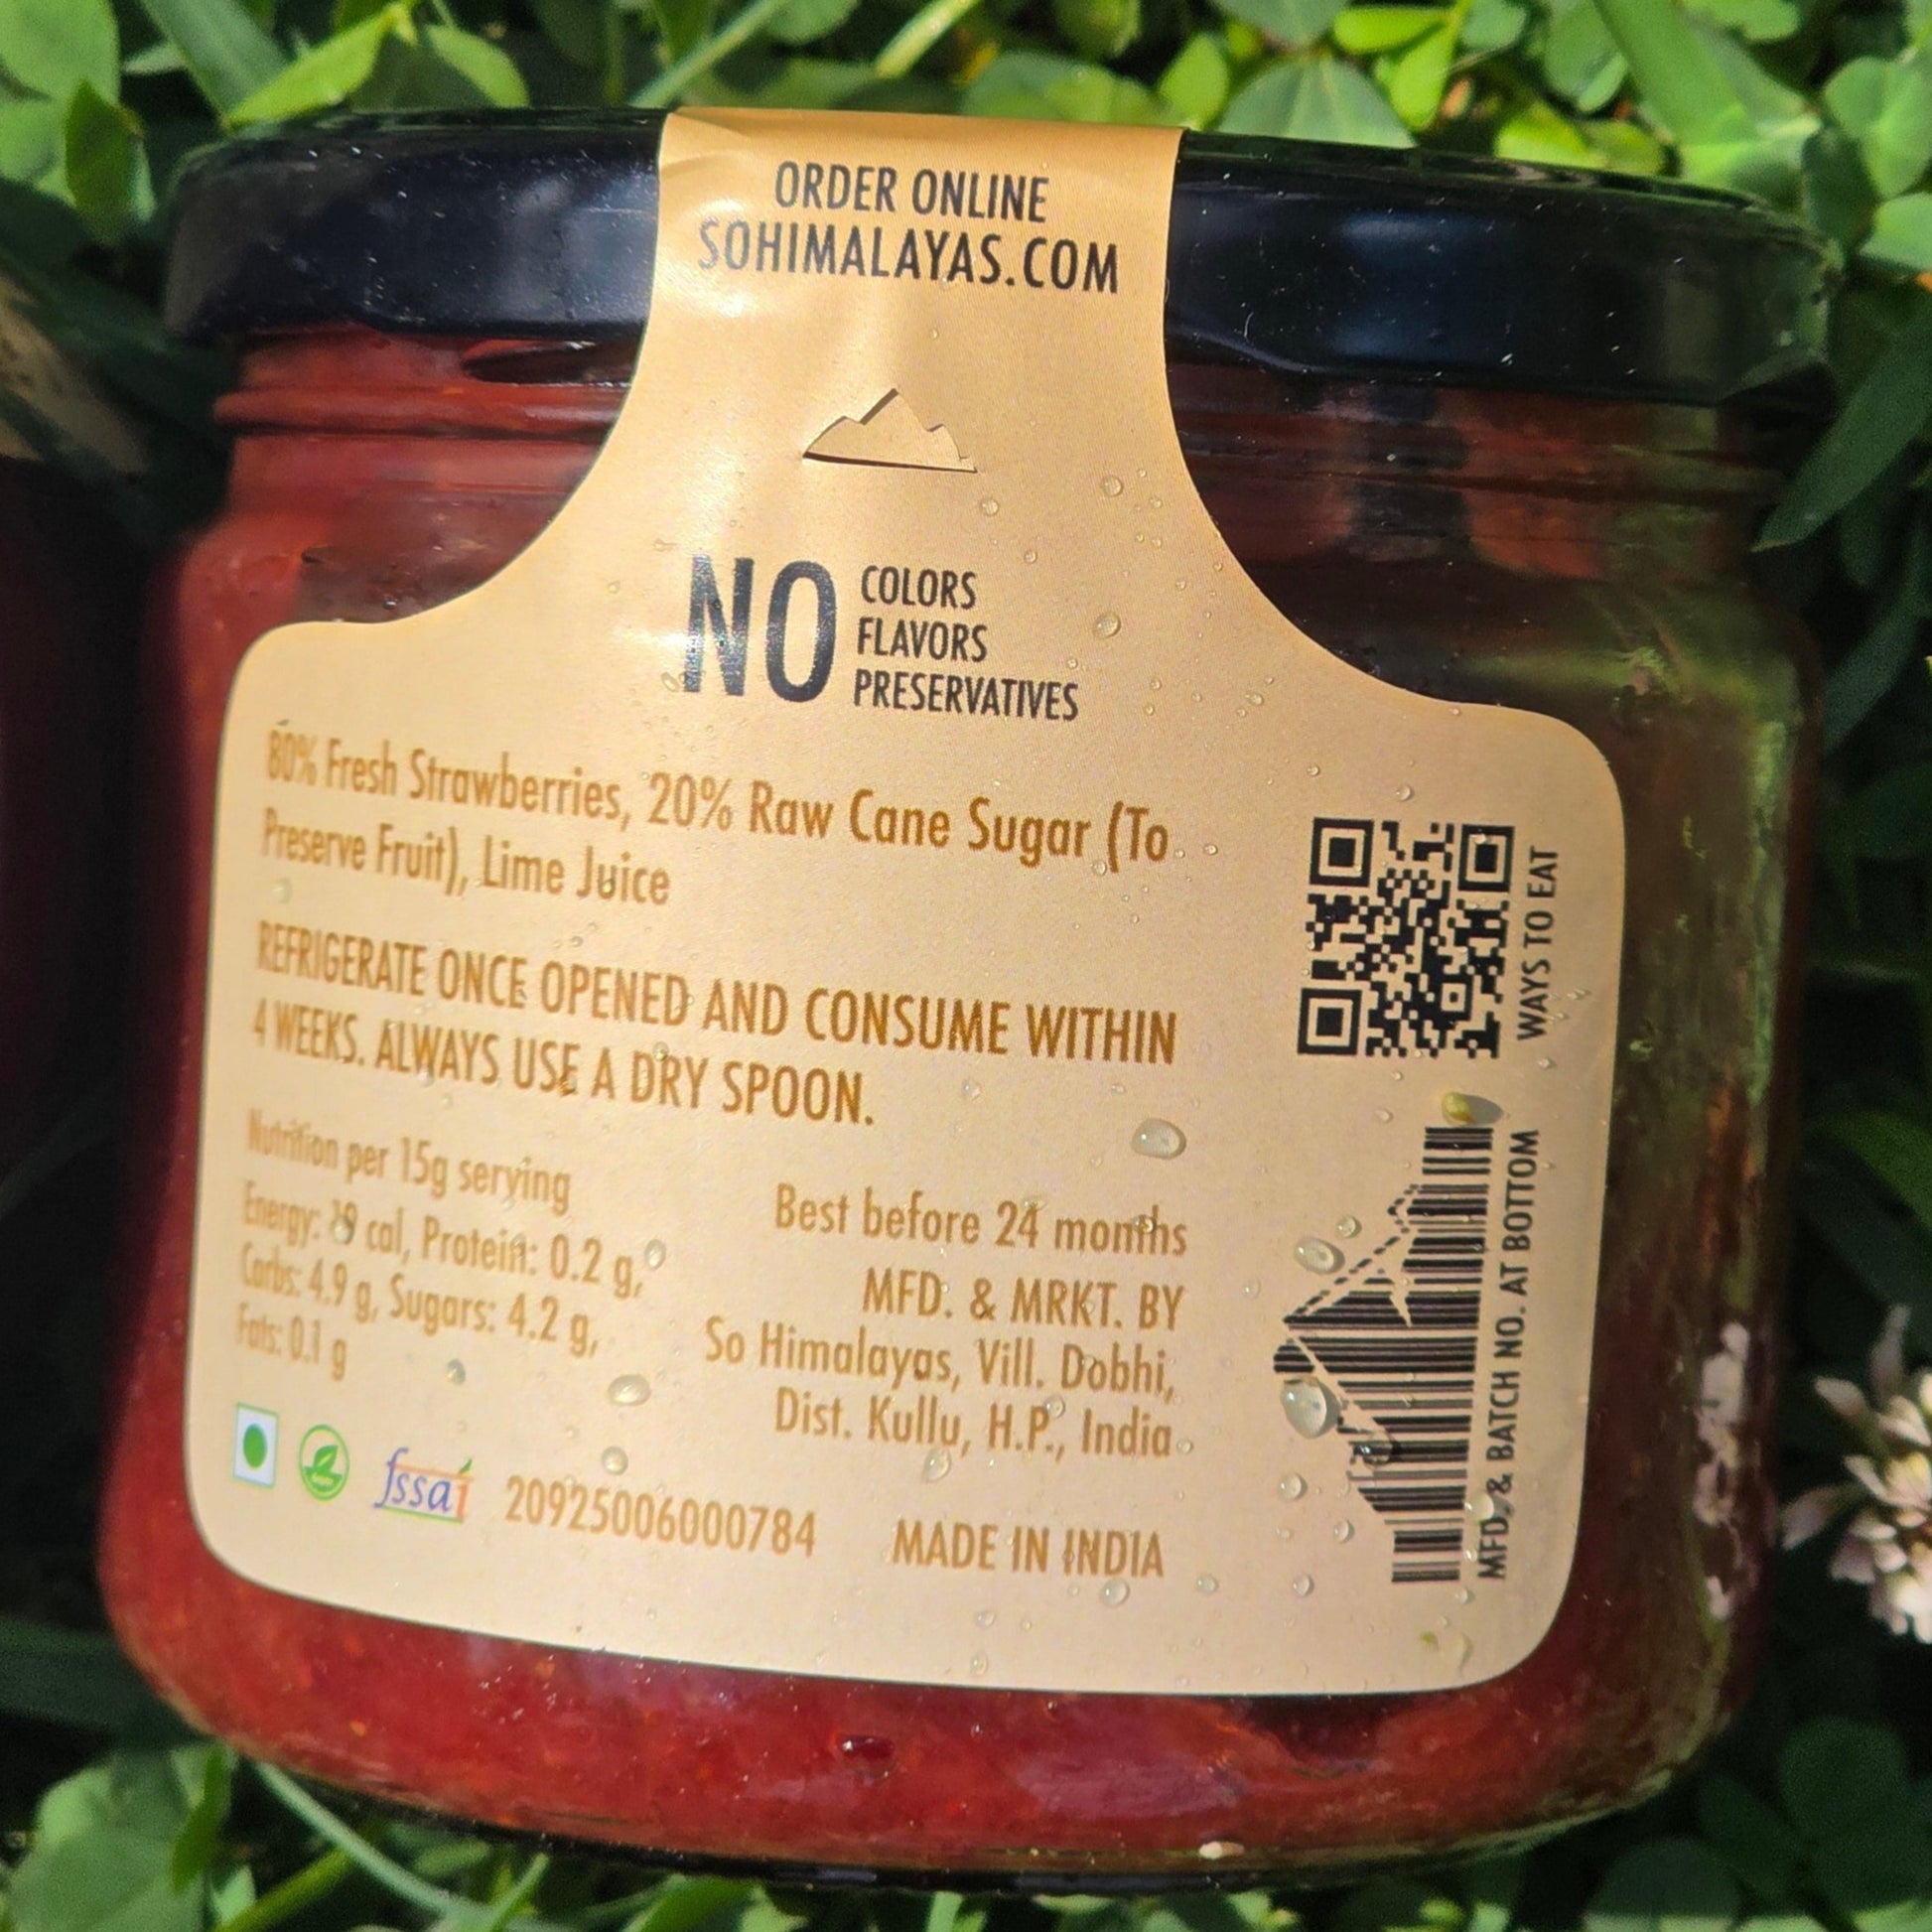 ORDER ONLINE
SOHIMALAYAS.COM
NO
COLORS
FLAVORS
PRESERVATIVES
80% Fresh Strawberries, 20% Raw Cane Sugar (To
Preserve Fruit), Lime Juice
REFRIGERATE ONCE OPENED AND CONSUME WITHIN
4 WEEKS. ALWAYS USE A DRY SPOON.
Nutrition per 15g serving
Energy: cal, Protein: 0.2 g,
Carbs: 4.9 g, Sugars: 4.2 g,
Fats: 0.1 g
Best before 24 months
MFD. & MRKT. BY
So Himalayas, Vill. Dobhi,
Dist. Kullu, H.P., India
fssai 20925006000784 MADE IN INDIA
WAYS TO EAT
MFD. & BATCH NO. AT BOTTOM